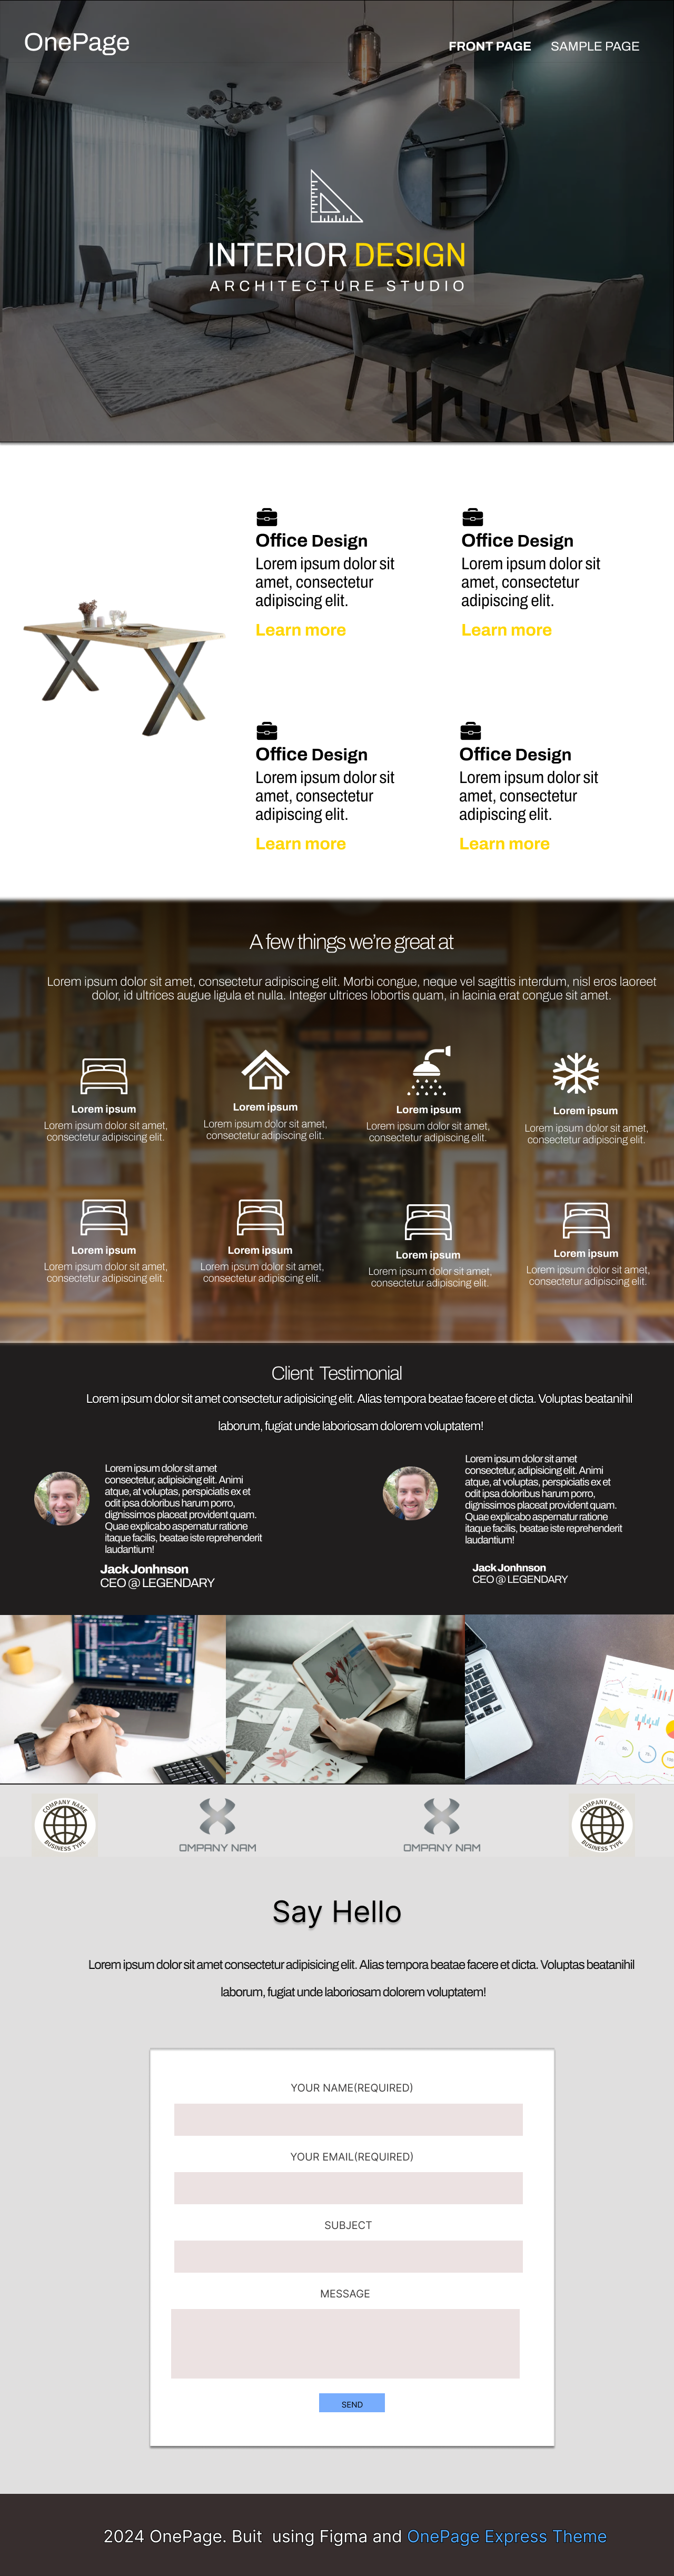 OnePage
FRONT PAGE SAMPLE PAGE
INTERIOR DESIGN
ARCHITECTURE STUDIO
Office Design
Lorem ipsum dolor sit
amet, consectetur
adipiscing elit.
Learn more
Office Design
Lorem ipsum dolor sit
amet, consectetur
adipiscing elit.
Learn more
Office Design
Lorem ipsum dolor sit
amet, consectetur
adipiscing elit.
Learn more
Office Design
Lorem ipsum dolor sit
amet, consectetur
adipiscing elit.
Learn more
A few things we're great at
Lorem ipsum dolor sit amet, consectetur adipiscing elit. Morbi congue, neque vel sagittis interdum, nisl eros laoreet
dolor, id ultrices augue ligula et nulla. Integer ultrices lobortis quam, in lacinia erat congue sit amet.
Lorem ipsum
Lorem ipsum dolor sit amet,
consectetur adipiscing elit.
Lorem ipsum
Lorem ipsum dolor sit amet,
consectetur adipiscing elit.
Lorem ipsum
Lorem ipsum dolor sit amet,
consectetur adipiscing elit.
Lorem ipsum
Lorem ipsum dolor sit amet,
consectetur adipiscing elit.
Lorem ipsum
Lorem ipsum dolor sit amet,
consectetur adipiscing elit.
Lorem ipsum
Lorem ipsum dolor sit amet,
consectetur adipiscing elit.
Lorem ipsum
Lorem ipsum dolor sit amet,
consectetur adipiscing elit.
Lorem ipsum
Lorem ipsum dolor sit amet,
consectetur adipiscing elit.
Client Testimonial
Lorem ipsum dolor sit amet consectetur adipisicing elit. Alias tempora beatae facere et dicta. Voluptas beatanihil
laborum, fugiat unde laboriosam dolorem voluptatem!
Lorem ipsum dolor sit amet
consectetur, adipisicing elit. Animi
atque, at voluptas, perspiciatis ex et
odit ipsa doloribus harum porro,
dignissimos placeat provident quam.
Quae explicabo aspernatur ratione
itaque facilis, beatae iste reprehenderit
laudantium!
Jack Jonhnson
CEO @ LEGENDARY
Lorem ipsum dolor sit amet
consectetur, adipisicing elit. Animi
atque, at voluptas, perspiciatis ex et
odit ipsa doloribus harum porro,
dignissimos placeat provident quam.
Quae explicabo aspernatur ratione
itaque facilis, beatae iste reprehenderit
laudantium!
Jack Jonhnson
CEO @ LEGENDARY
COMPANY NAME
BUSINESS TYPE
OMPANY NAM
OMPANY NAM
COMPANY NAME
BUSINESS TYPE
Say Hello
Lorem ipsum dolor sit amet consectetur adipisicing elit. Alias tempora beatae facere et dicta. Voluptas beatanihil
laborum, fugiat unde laboriosam dolorem voluptatem!
YOUR NAME(REQUIRED)
YOUR EMAIL(REQUIRED)
SUBJECT
MESSAGE
SEND
2024 OnePage. Buit using Figma and OnePage Express Theme